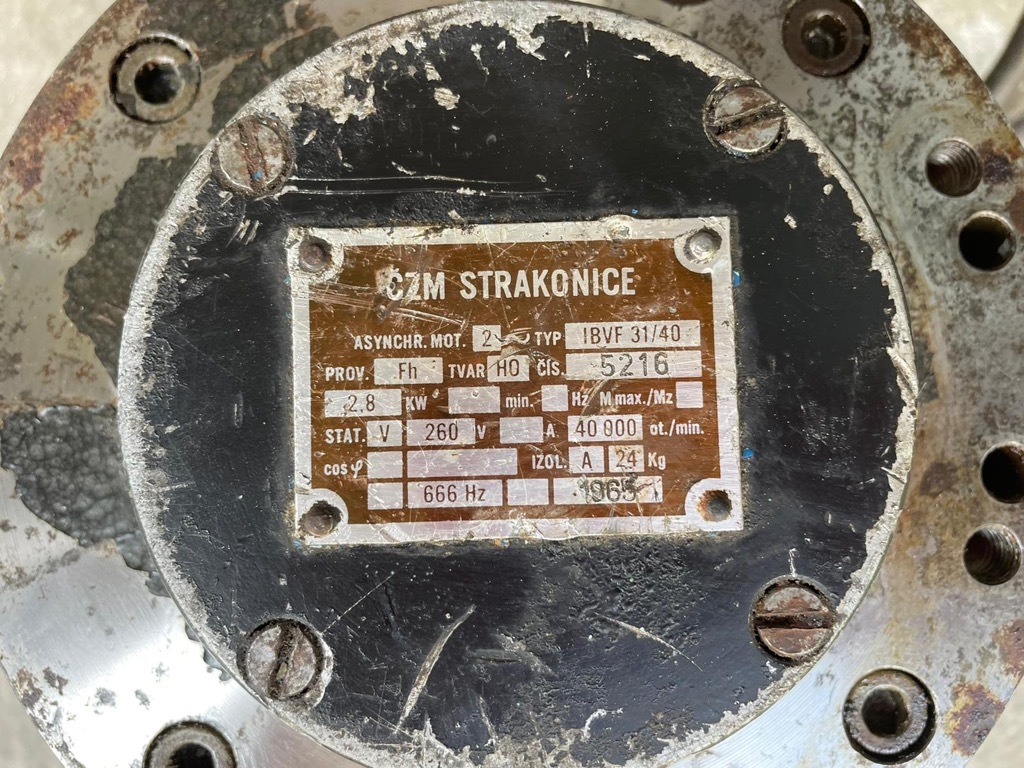 ČZM STRAKONICE
ASYNCHR. MOT. 2 TYP IBVF 31/40
PROV. Fh TVAR HO ČÍS. 5216
2.8 KW min. Hz M max./Mz
STAT. V 260 V A 40 000 ot./min.
cos φ IZOL. A 24 Kg
666 Hz 1965